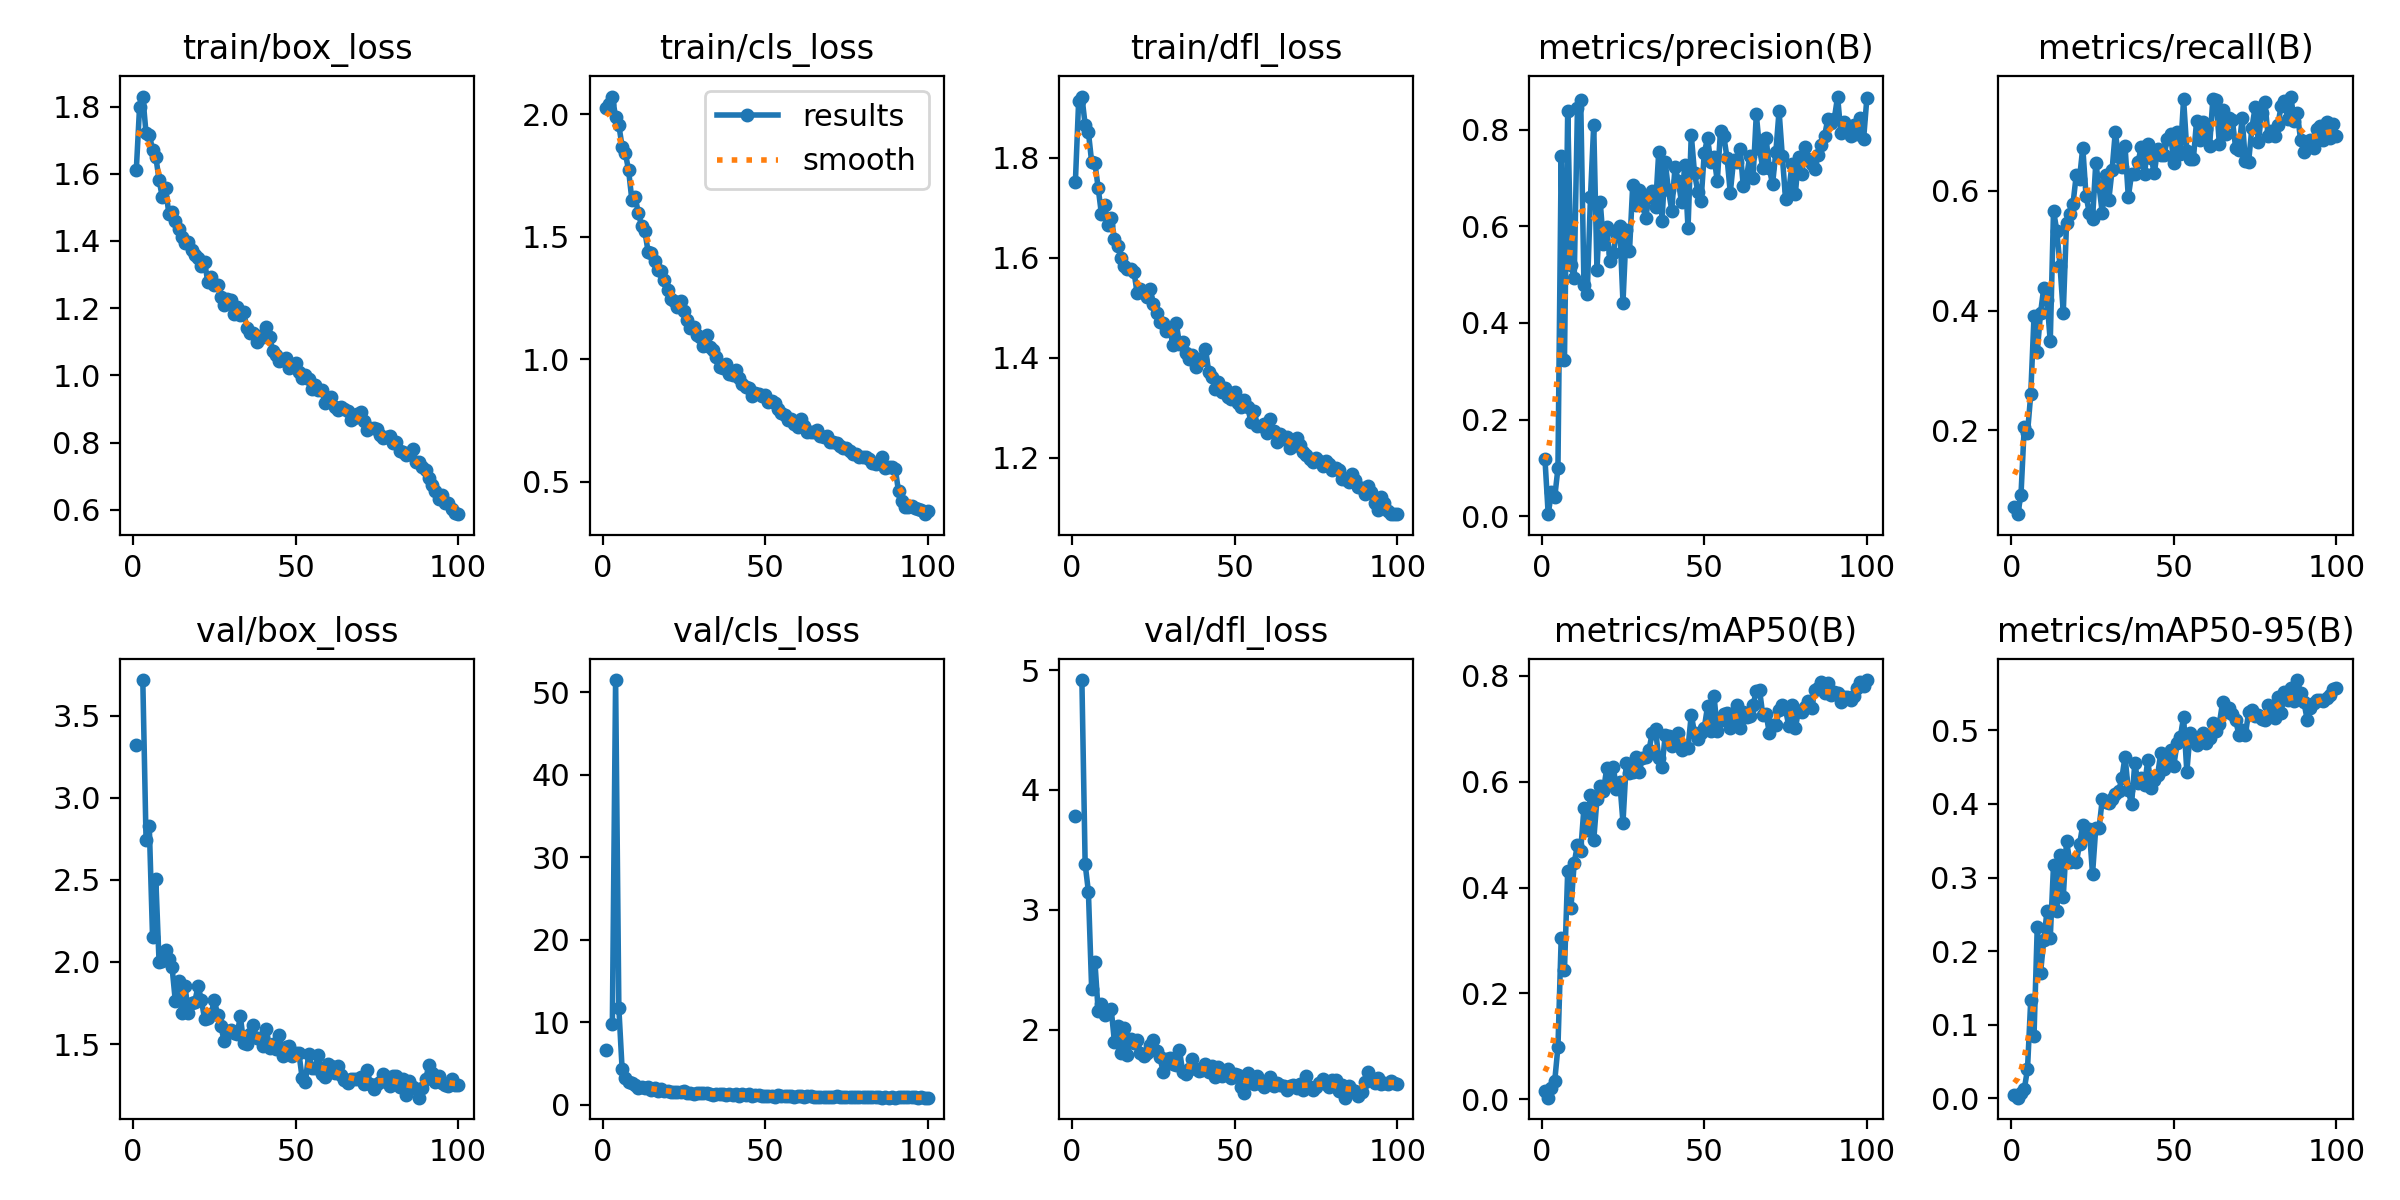 train/box_loss
1.8
1.6
1.4
1.2
1.0
0.8
0.6
0 50 100
train/cls_loss
results
smooth
2.0
1.5
1.0
0.5
0 50 100
train/dfl_loss
1.8
1.6
1.4
1.2
0 50 100
metrics/precision(B)
0.8
0.6
0.4
0.2
0.0
0 50 100
metrics/recall(B)
0.6
0.4
0.2
0 50 100
val/box_loss
3.5
3.0
2.5
2.0
1.5
0 50 100
val/cls_loss
50
40
30
20
10
0
0 50 100
val/dfl_loss
5
4
3
2
0 50 100
metrics/mAP50(B)
0.8
0.6
0.4
0.2
0.0
0 50 100
metrics/mAP50-95(B)
0.5
0.4
0.3
0.2
0.1
0.0
0 50 100